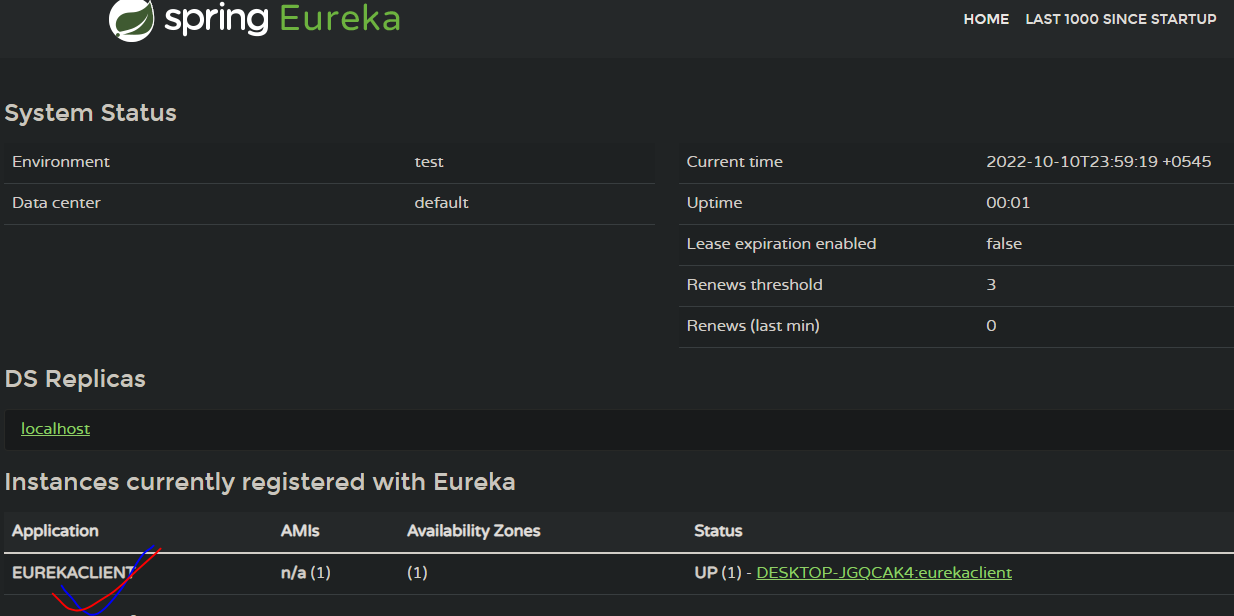 spring Eureka
HOME LAST 1000 SINCE STARTUP
System Status
Environment test
Data center default
Current time 2022-10-10T23:59:19 +0545
Uptime 00:01
Lease expiration enabled false
Renews threshold 3
Renews (last min) 0
DS Replicas
localhost
Instances currently registered with Eureka
Application AMIs Availability Zones Status
EUREKACLIENT n/a (1) (1) UP (1) - DESKTOP-JGQCAK4:eurekaclient